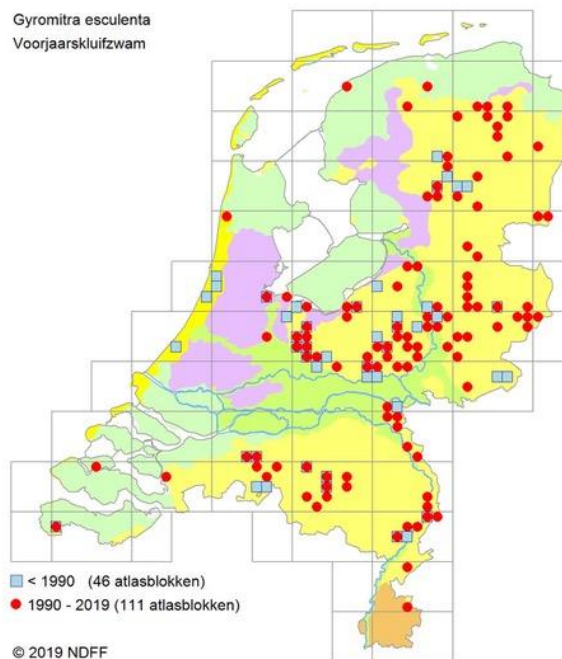 Gyromitra esculenta
Voorjaarskluifzwam
< 1990 (46 atlasblokken)
1990 - 2019 (111 atlasblokken)
© 2019 NDFF